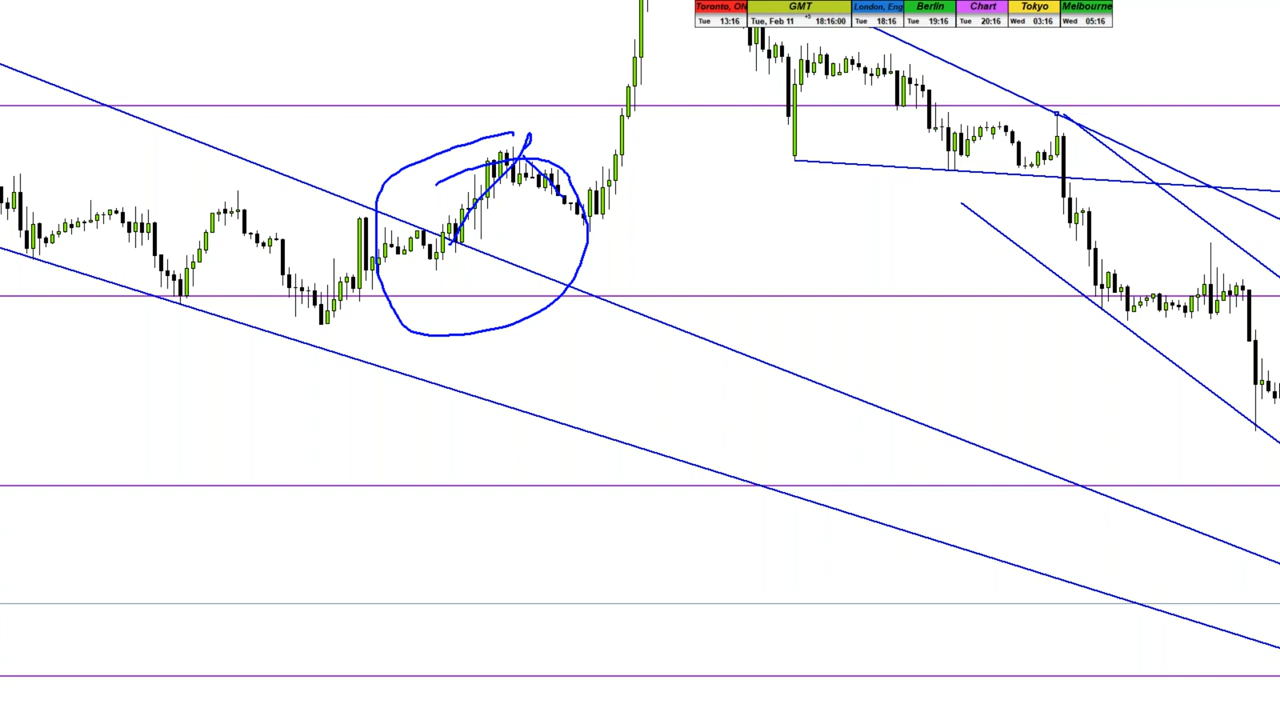 Toronto, ON GMT London, Eng Berlin Chart Tokyo Melbourne
Tue 13:16 Tue, Feb 11 +5 18:16:00 Tue 18:16 Tue 19:16 Tue 20:16 Wed 03:16 Wed 05:16